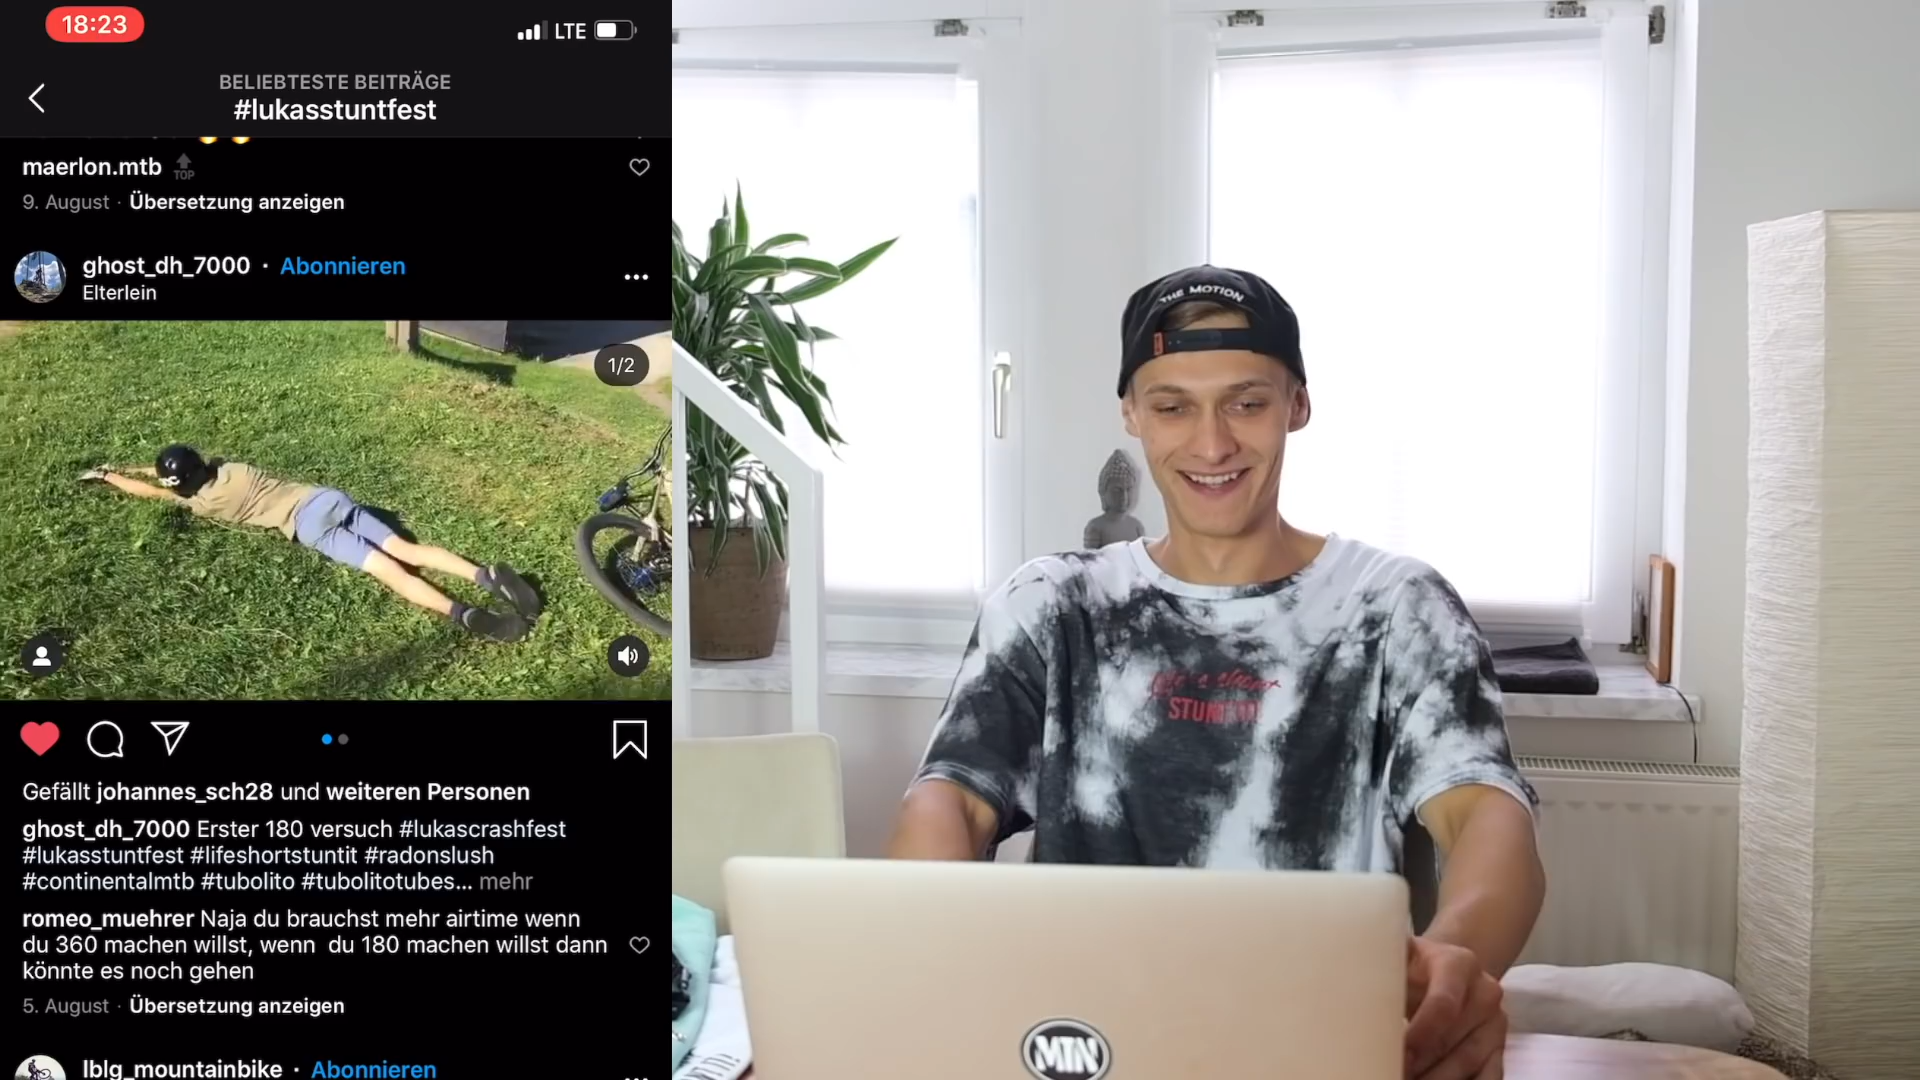 18:23
LTE
BELIEBTESTE BEITRÄGE
#lukasstuntfest
maerlon.mtb TOP
9. August · Übersetzung anzeigen
ghost_dh_7000 · Abonnieren
Elterlein
1/2
Gefällt johannes_sch28 und weiteren Personen
ghost_dh_7000 Erster 180 versuch #lukascrashfest
#lukasstuntfest #lifeshortstuntit #radonslush
#continentalmtb #tubolito #tubolitotubes... mehr
romeo_muehrer Naja du brauchst mehr airtime wenn
du 360 machen willst, wenn du 180 machen willst dann
könnte es noch gehen
5. August · Übersetzung anzeigen
lblg_mountainbike · Abonnieren
THE MOTION
MTN